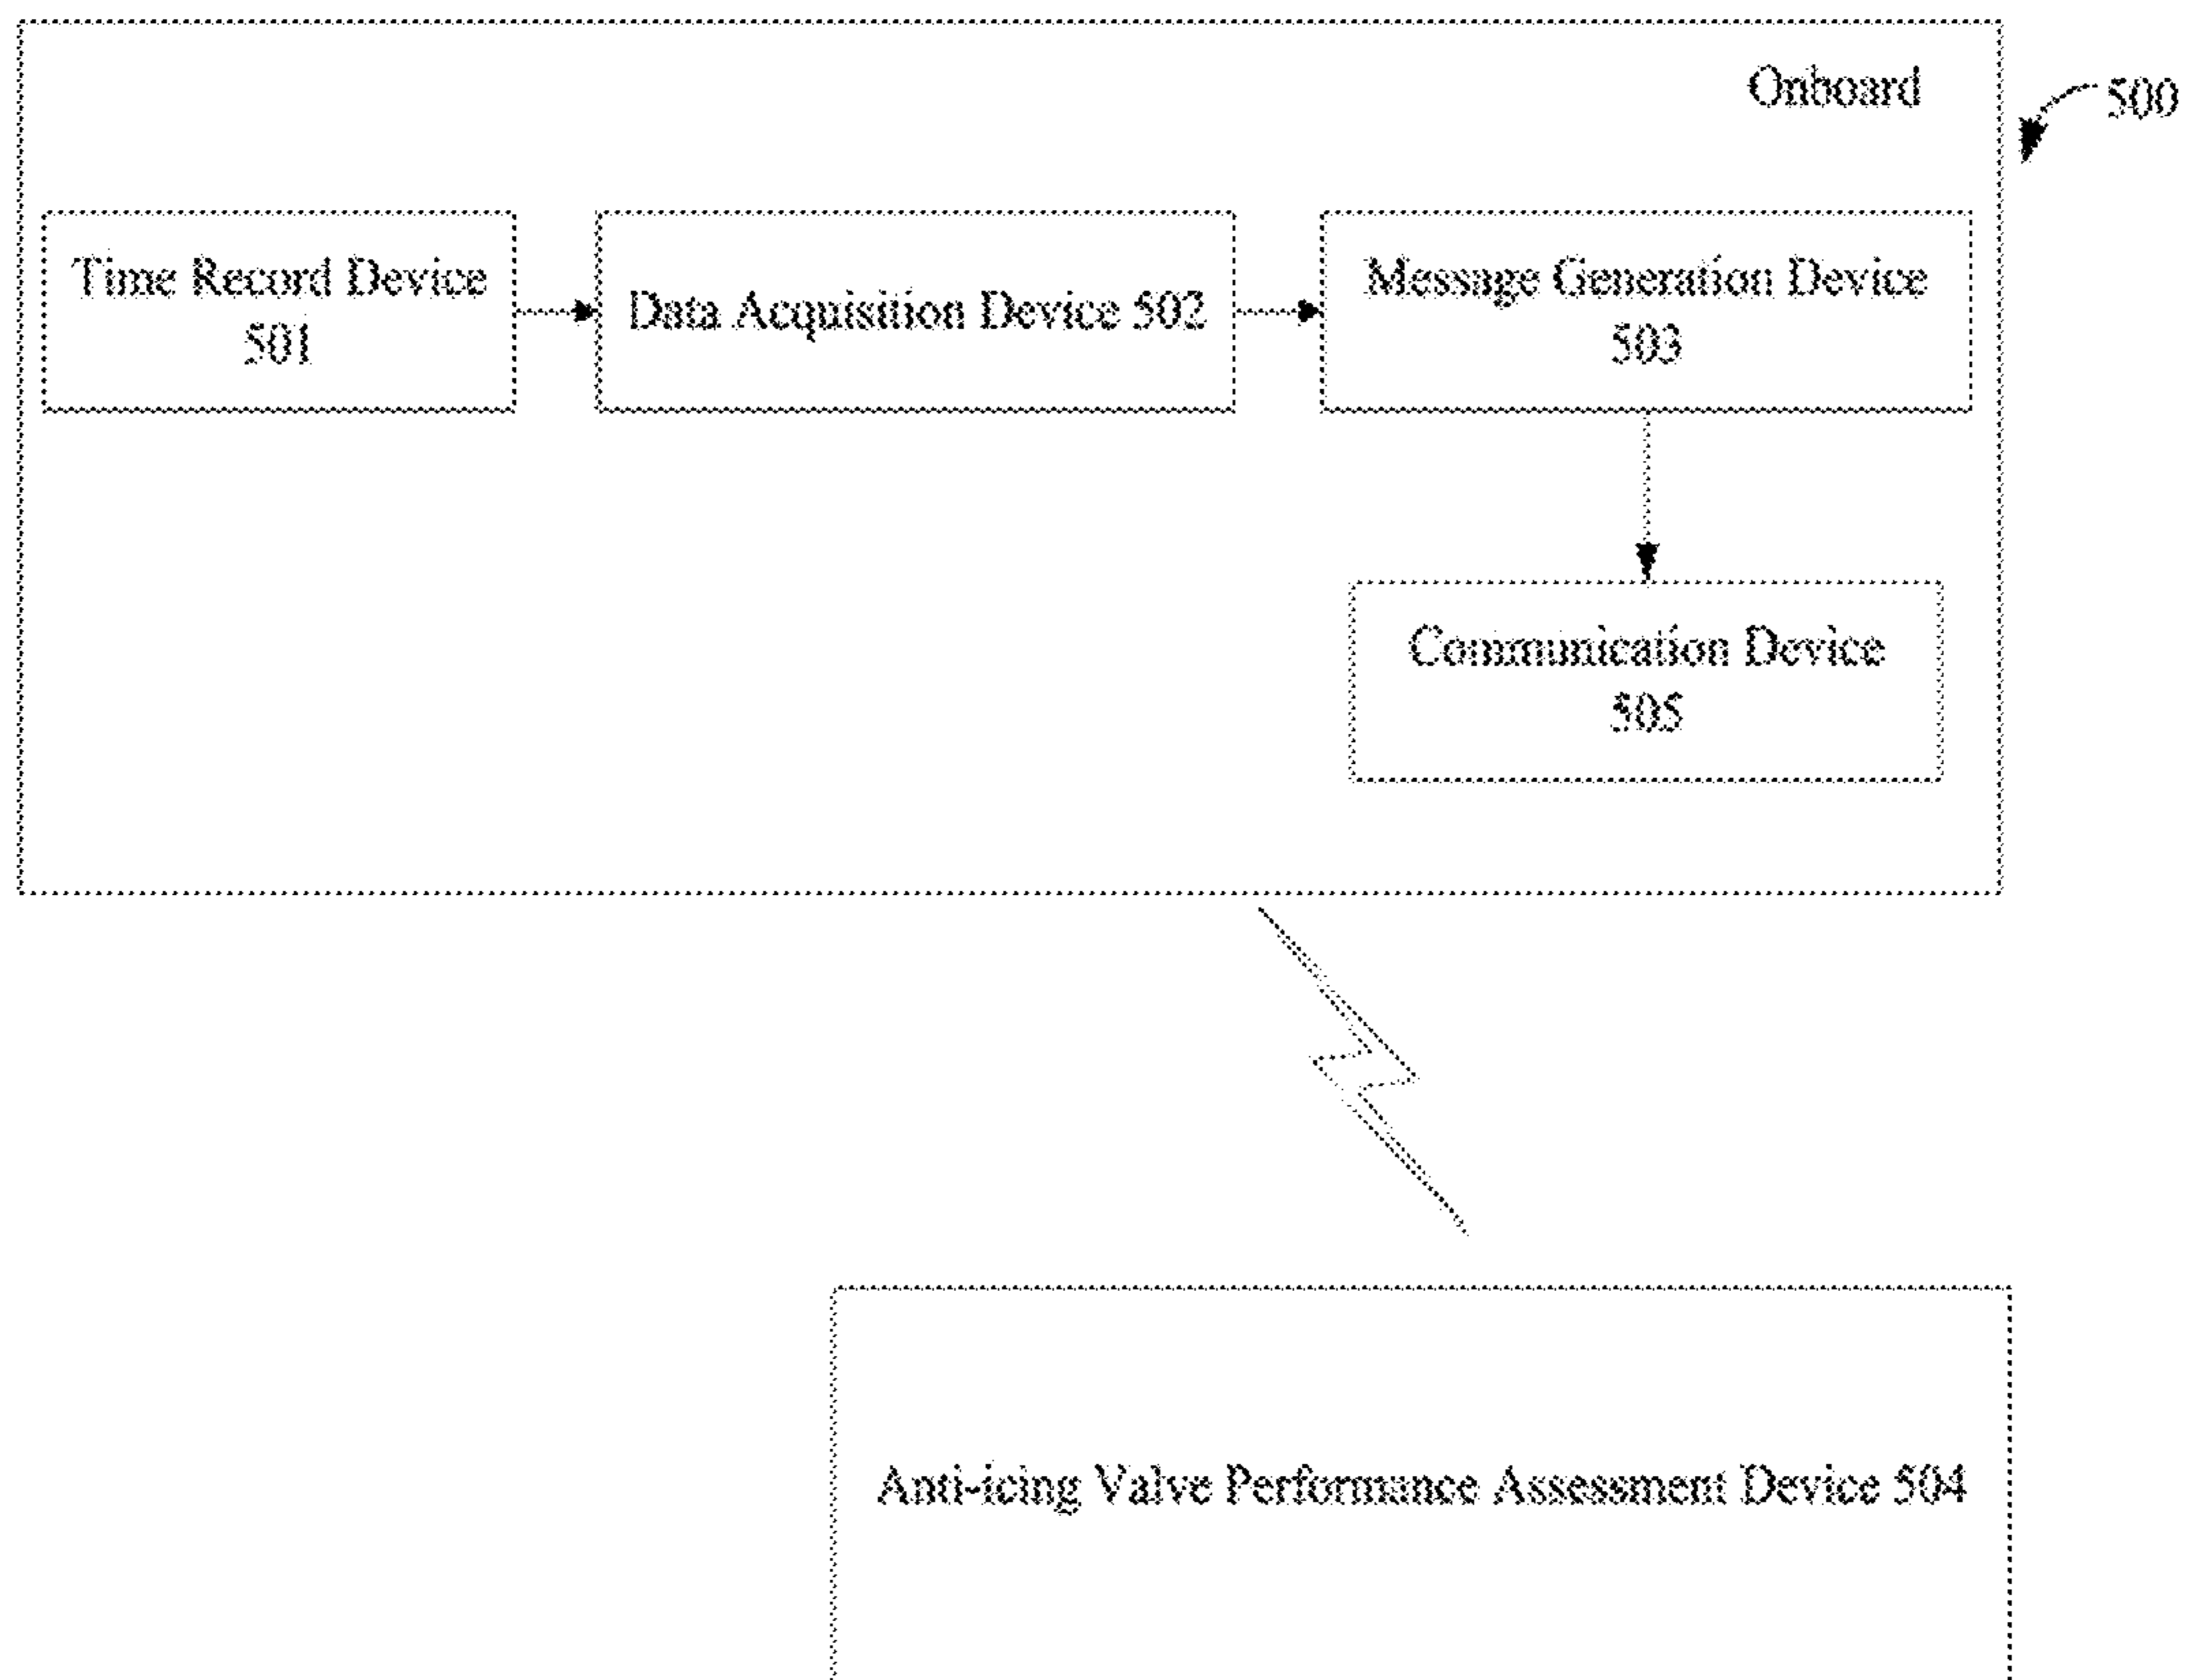 Onboard
500
Time Record Device
501
Data Acquisition Device 502
Message Generation Device
503
Communication Device
505
Anti-icing Valve Performance Assessment Device 504